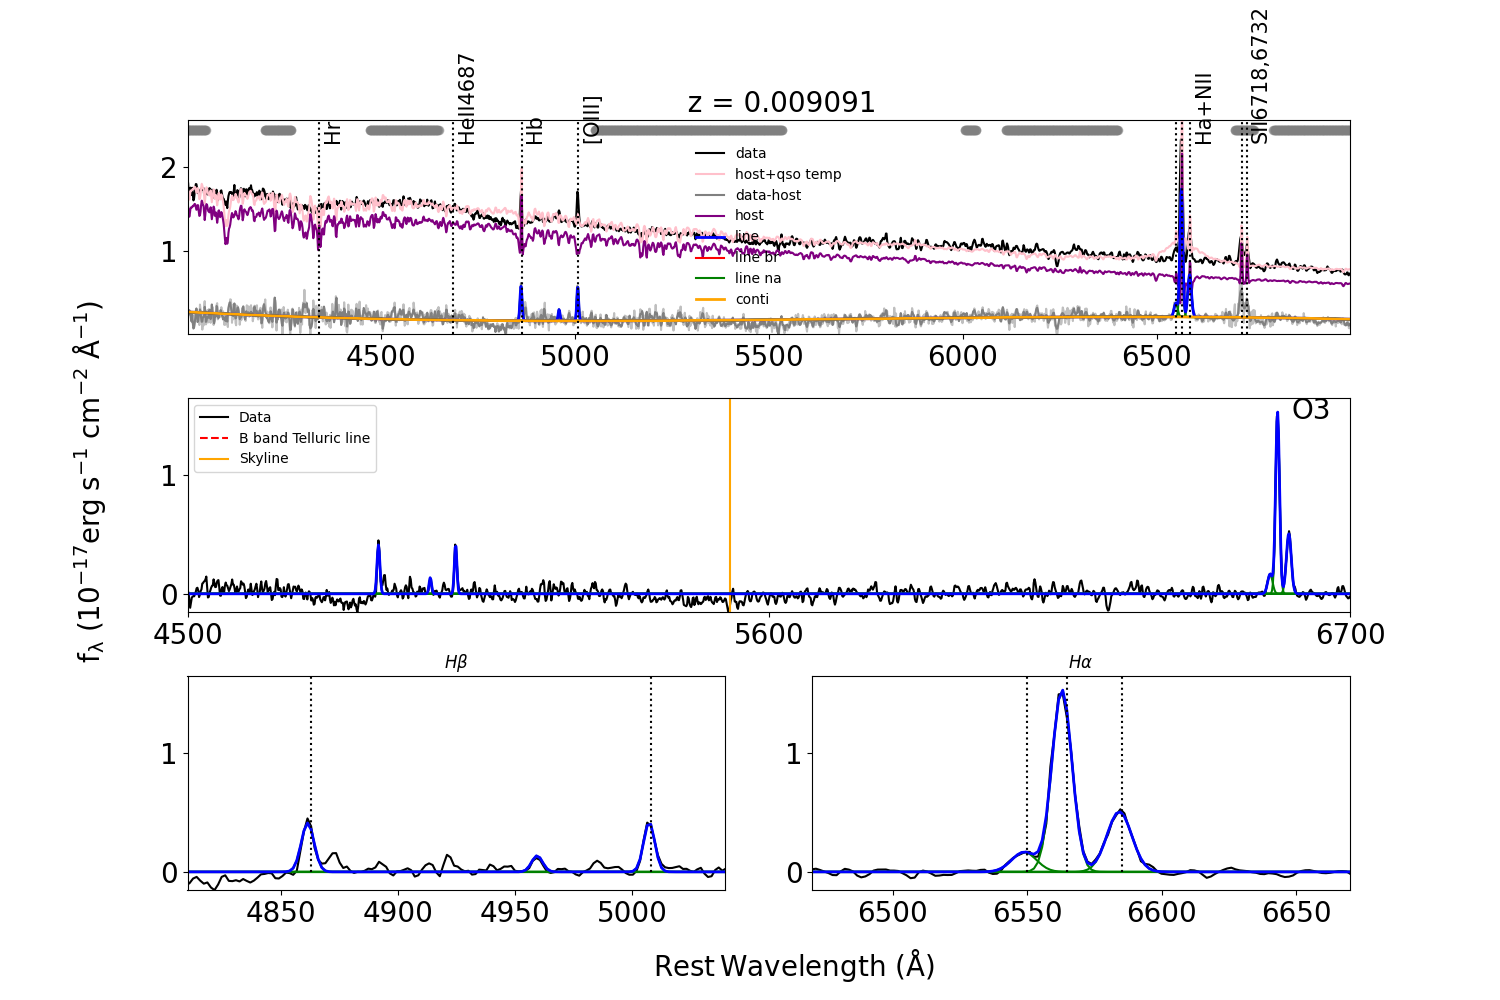 z = 0.009091
Hr
HeII4687
Hb
[OIII]
Ha+NII
SII6718,6732
data
host+qso temp
data-host
host
line
line br
line na
conti
2
1
4500 5000 5500 6000 6500
f_λ (10^−17 erg s^−1 cm^−2 Å^−1)
Data
B band Telluric line
Skyline
O3
1
0
4500 5600 6700
Hβ
1
0
4850 4900 4950 5000
Hα
1
0
6500 6550 6600 6650
Rest Wavelength (Å)